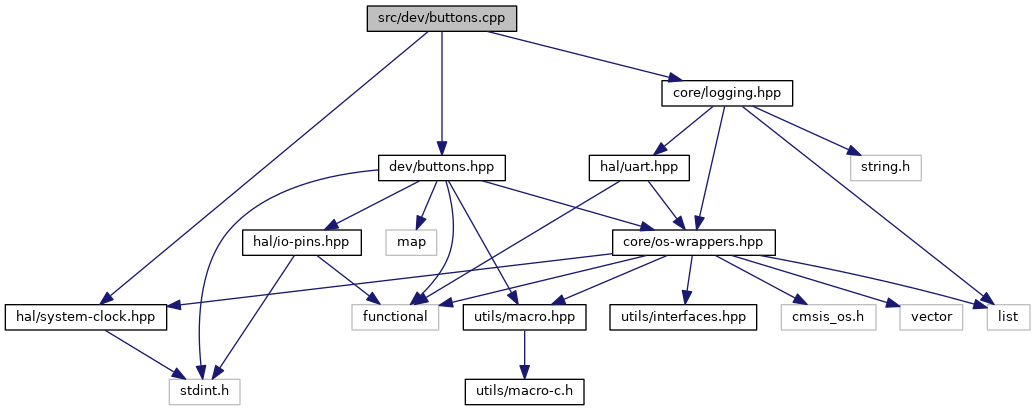 src/dev/buttons.cpp
core/logging.hpp
dev/buttons.hpp
hal/uart.hpp
string.h
hal/io-pins.hpp
map
core/os-wrappers.hpp
hal/system-clock.hpp
functional
utils/macro.hpp
utils/interfaces.hpp
cmsis_os.h
vector
list
stdint.h
utils/macro-c.h